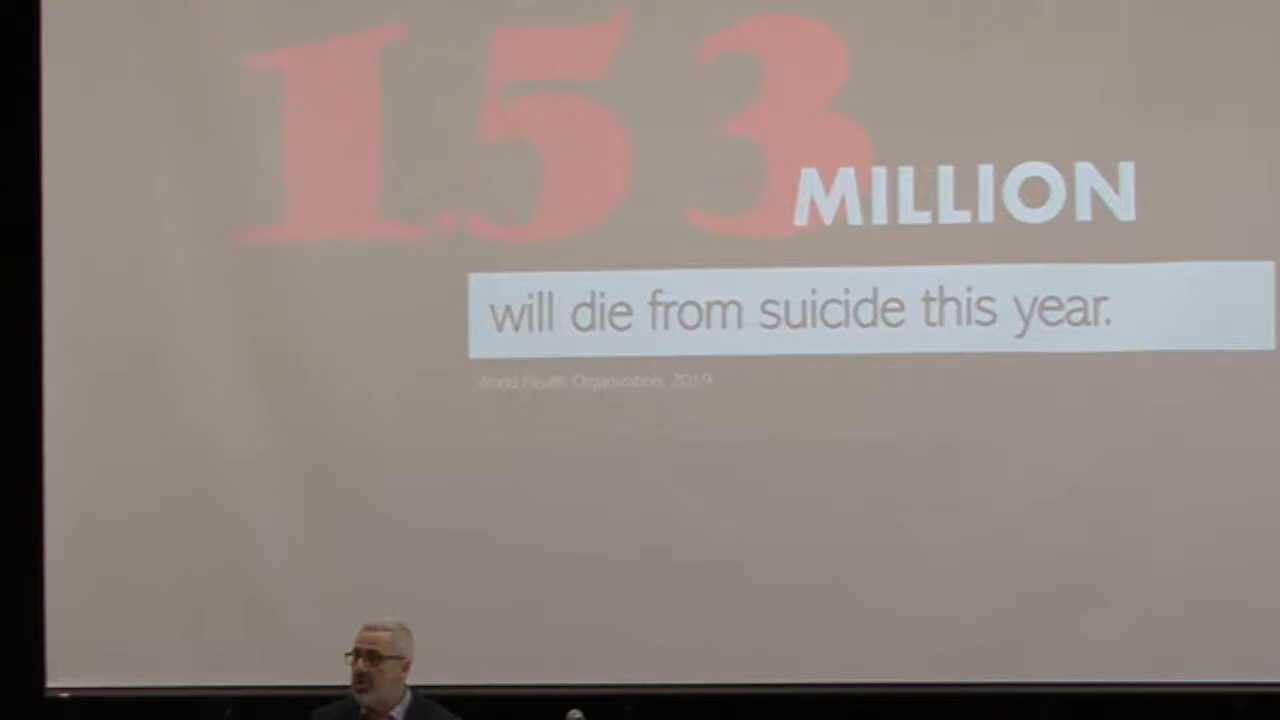 1.53
MILLION
will die from suicide this year.
World Health Organization, 2019